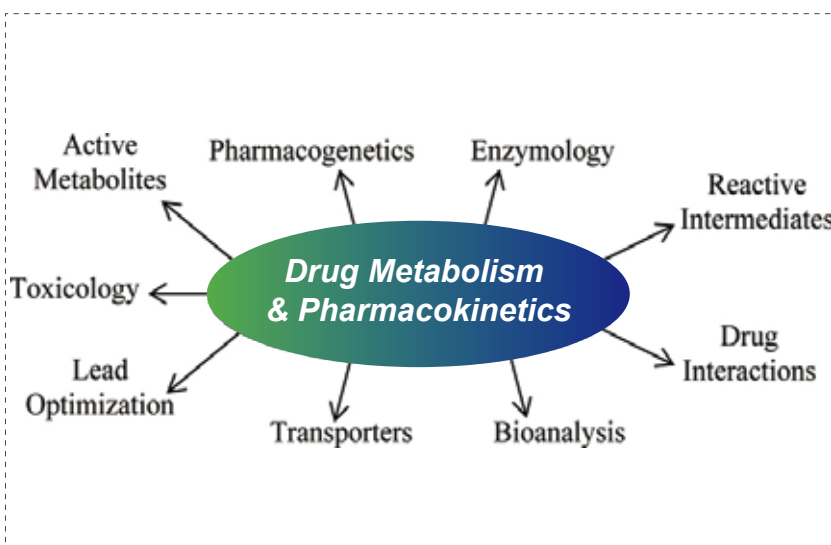 Active
Metabolites
Pharmacogenetics
Enzymology
Reactive
Intermediates
Toxicology
Drug Metabolism
& Pharmacokinetics
Lead
Optimization
Drug
Interactions
Transporters
Bioanalysis